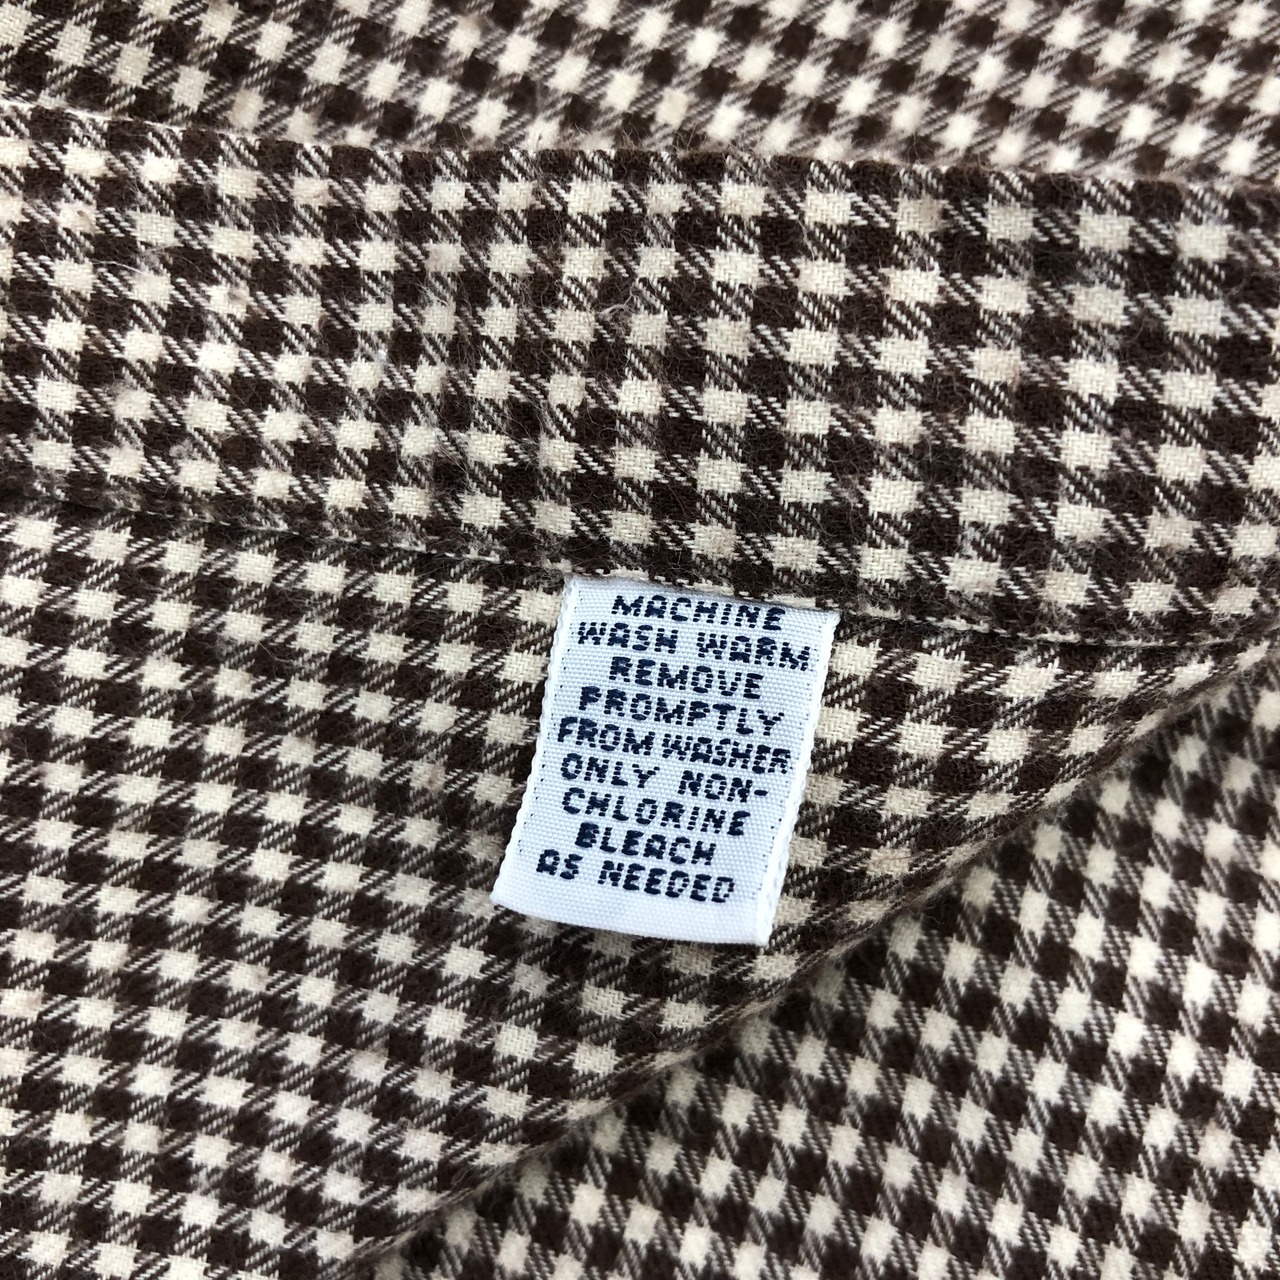 MACHINE
WASH WARM
REMOVE
PROMPTLY
FROM WASHER
ONLY NON-
CHLORINE
BLEACH
AS NEEDED